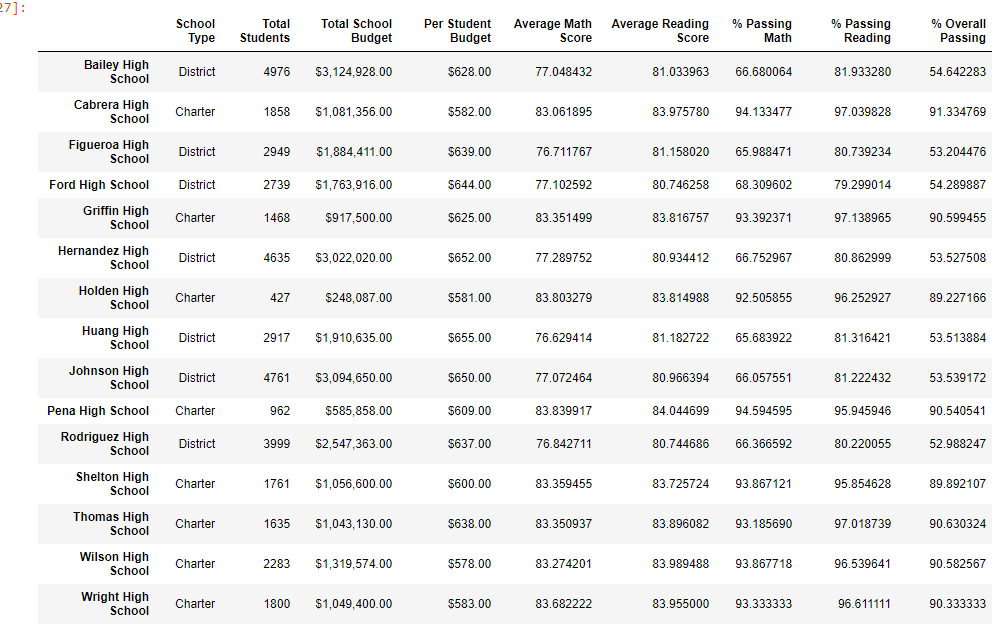 27]:
School Type Total Students Total School Budget Per Student Budget Average Math Score Average Reading Score % Passing Math % Passing Reading % Overall Passing
Bailey High School District 4976 $3,124,928.00 $628.00 77.048432 81.033963 66.680064 81.933280 54.642283
Cabrera High School Charter 1858 $1,081,356.00 $582.00 83.061895 83.975780 94.133477 97.039828 91.334769
Figueroa High School District 2949 $1,884,411.00 $639.00 76.711767 81.158020 65.988471 80.739234 53.204476
Ford High School District 2739 $1,763,916.00 $644.00 77.102592 80.746258 68.309602 79.299014 54.289887
Griffin High School Charter 1468 $917,500.00 $625.00 83.351499 83.816757 93.392371 97.138965 90.599455
Hernandez High School District 4635 $3,022,020.00 $652.00 77.289752 80.934412 66.752967 80.862999 53.527508
Holden High School Charter 427 $248,087.00 $581.00 83.803279 83.814988 92.505855 96.252927 89.227166
Huang High School District 2917 $1,910,635.00 $655.00 76.629414 81.182722 65.683922 81.316421 53.513884
Johnson High School District 4761 $3,094,650.00 $650.00 77.072464 80.966394 66.057551 81.222432 53.539172
Pena High School Charter 962 $585,858.00 $609.00 83.839917 84.044699 94.594595 95.945946 90.540541
Rodriguez High School District 3999 $2,547,363.00 $637.00 76.842711 80.744686 66.366592 80.220055 52.988247
Shelton High School Charter 1761 $1,056,600.00 $600.00 83.359455 83.725724 93.867121 95.854628 89.892107
Thomas High School Charter 1635 $1,043,130.00 $638.00 83.350937 83.896082 93.185690 97.018739 90.630324
Wilson High School Charter 2283 $1,319,574.00 $578.00 83.274201 83.989488 93.867718 96.539641 90.582567
Wright High School Charter 1800 $1,049,400.00 $583.00 83.682222 83.955000 93.333333 96.611111 90.333333